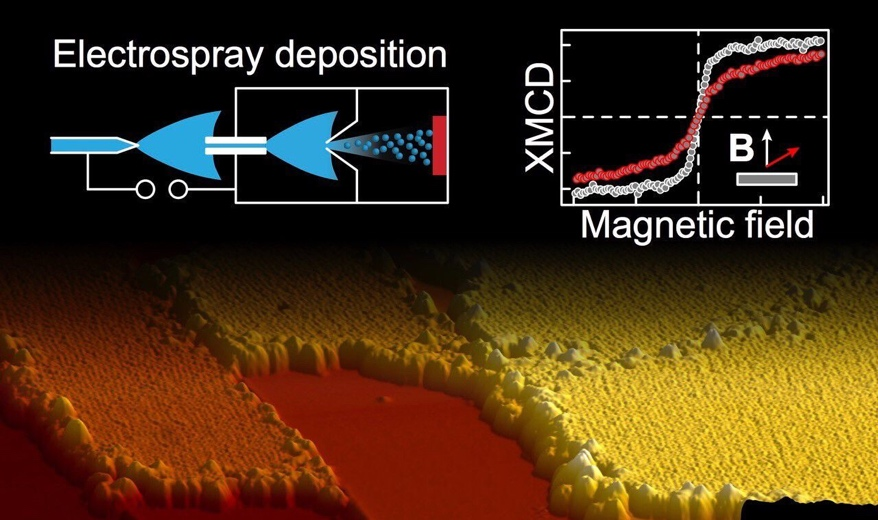 Electrospray deposition
XMCD
B
Magnetic field